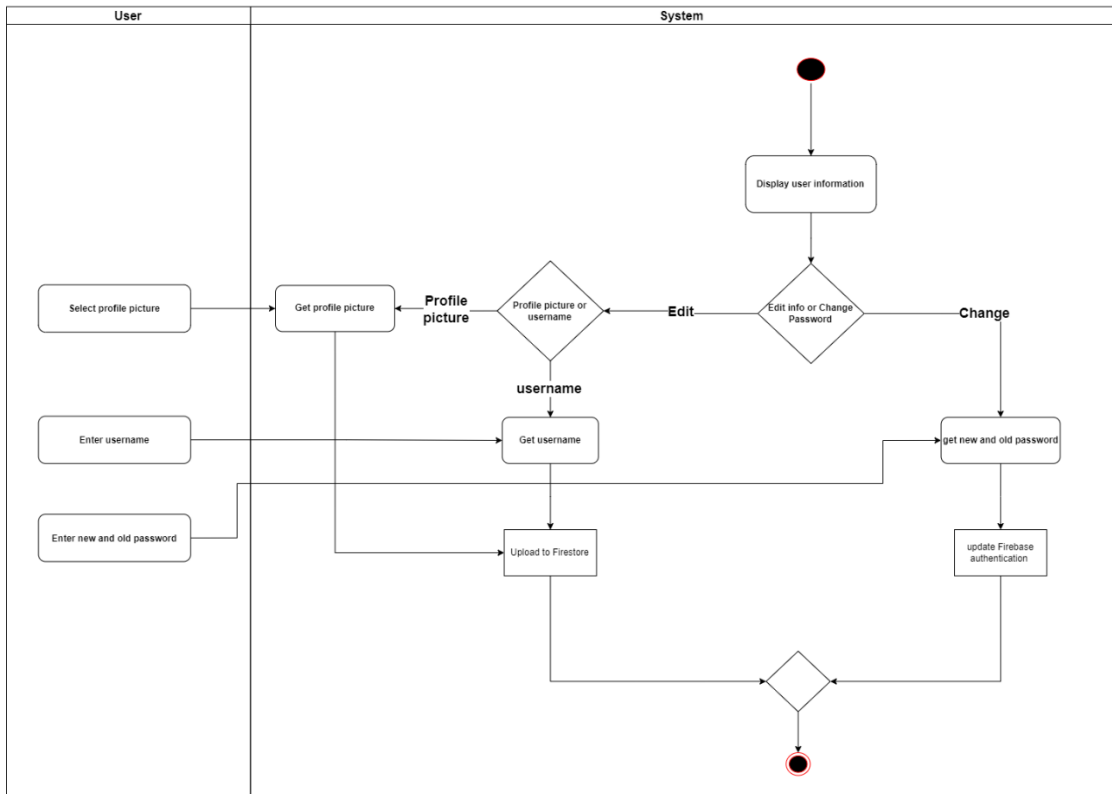 User
System
Display user information
Select profile picture
Get profile picture
Profile
picture
Profile picture or
username
Edit
Edit info or Change
Password
Change
username
Enter username
Get username
get new and old password
Enter new and old password
Upload to Firestore
update Firebase
authentication